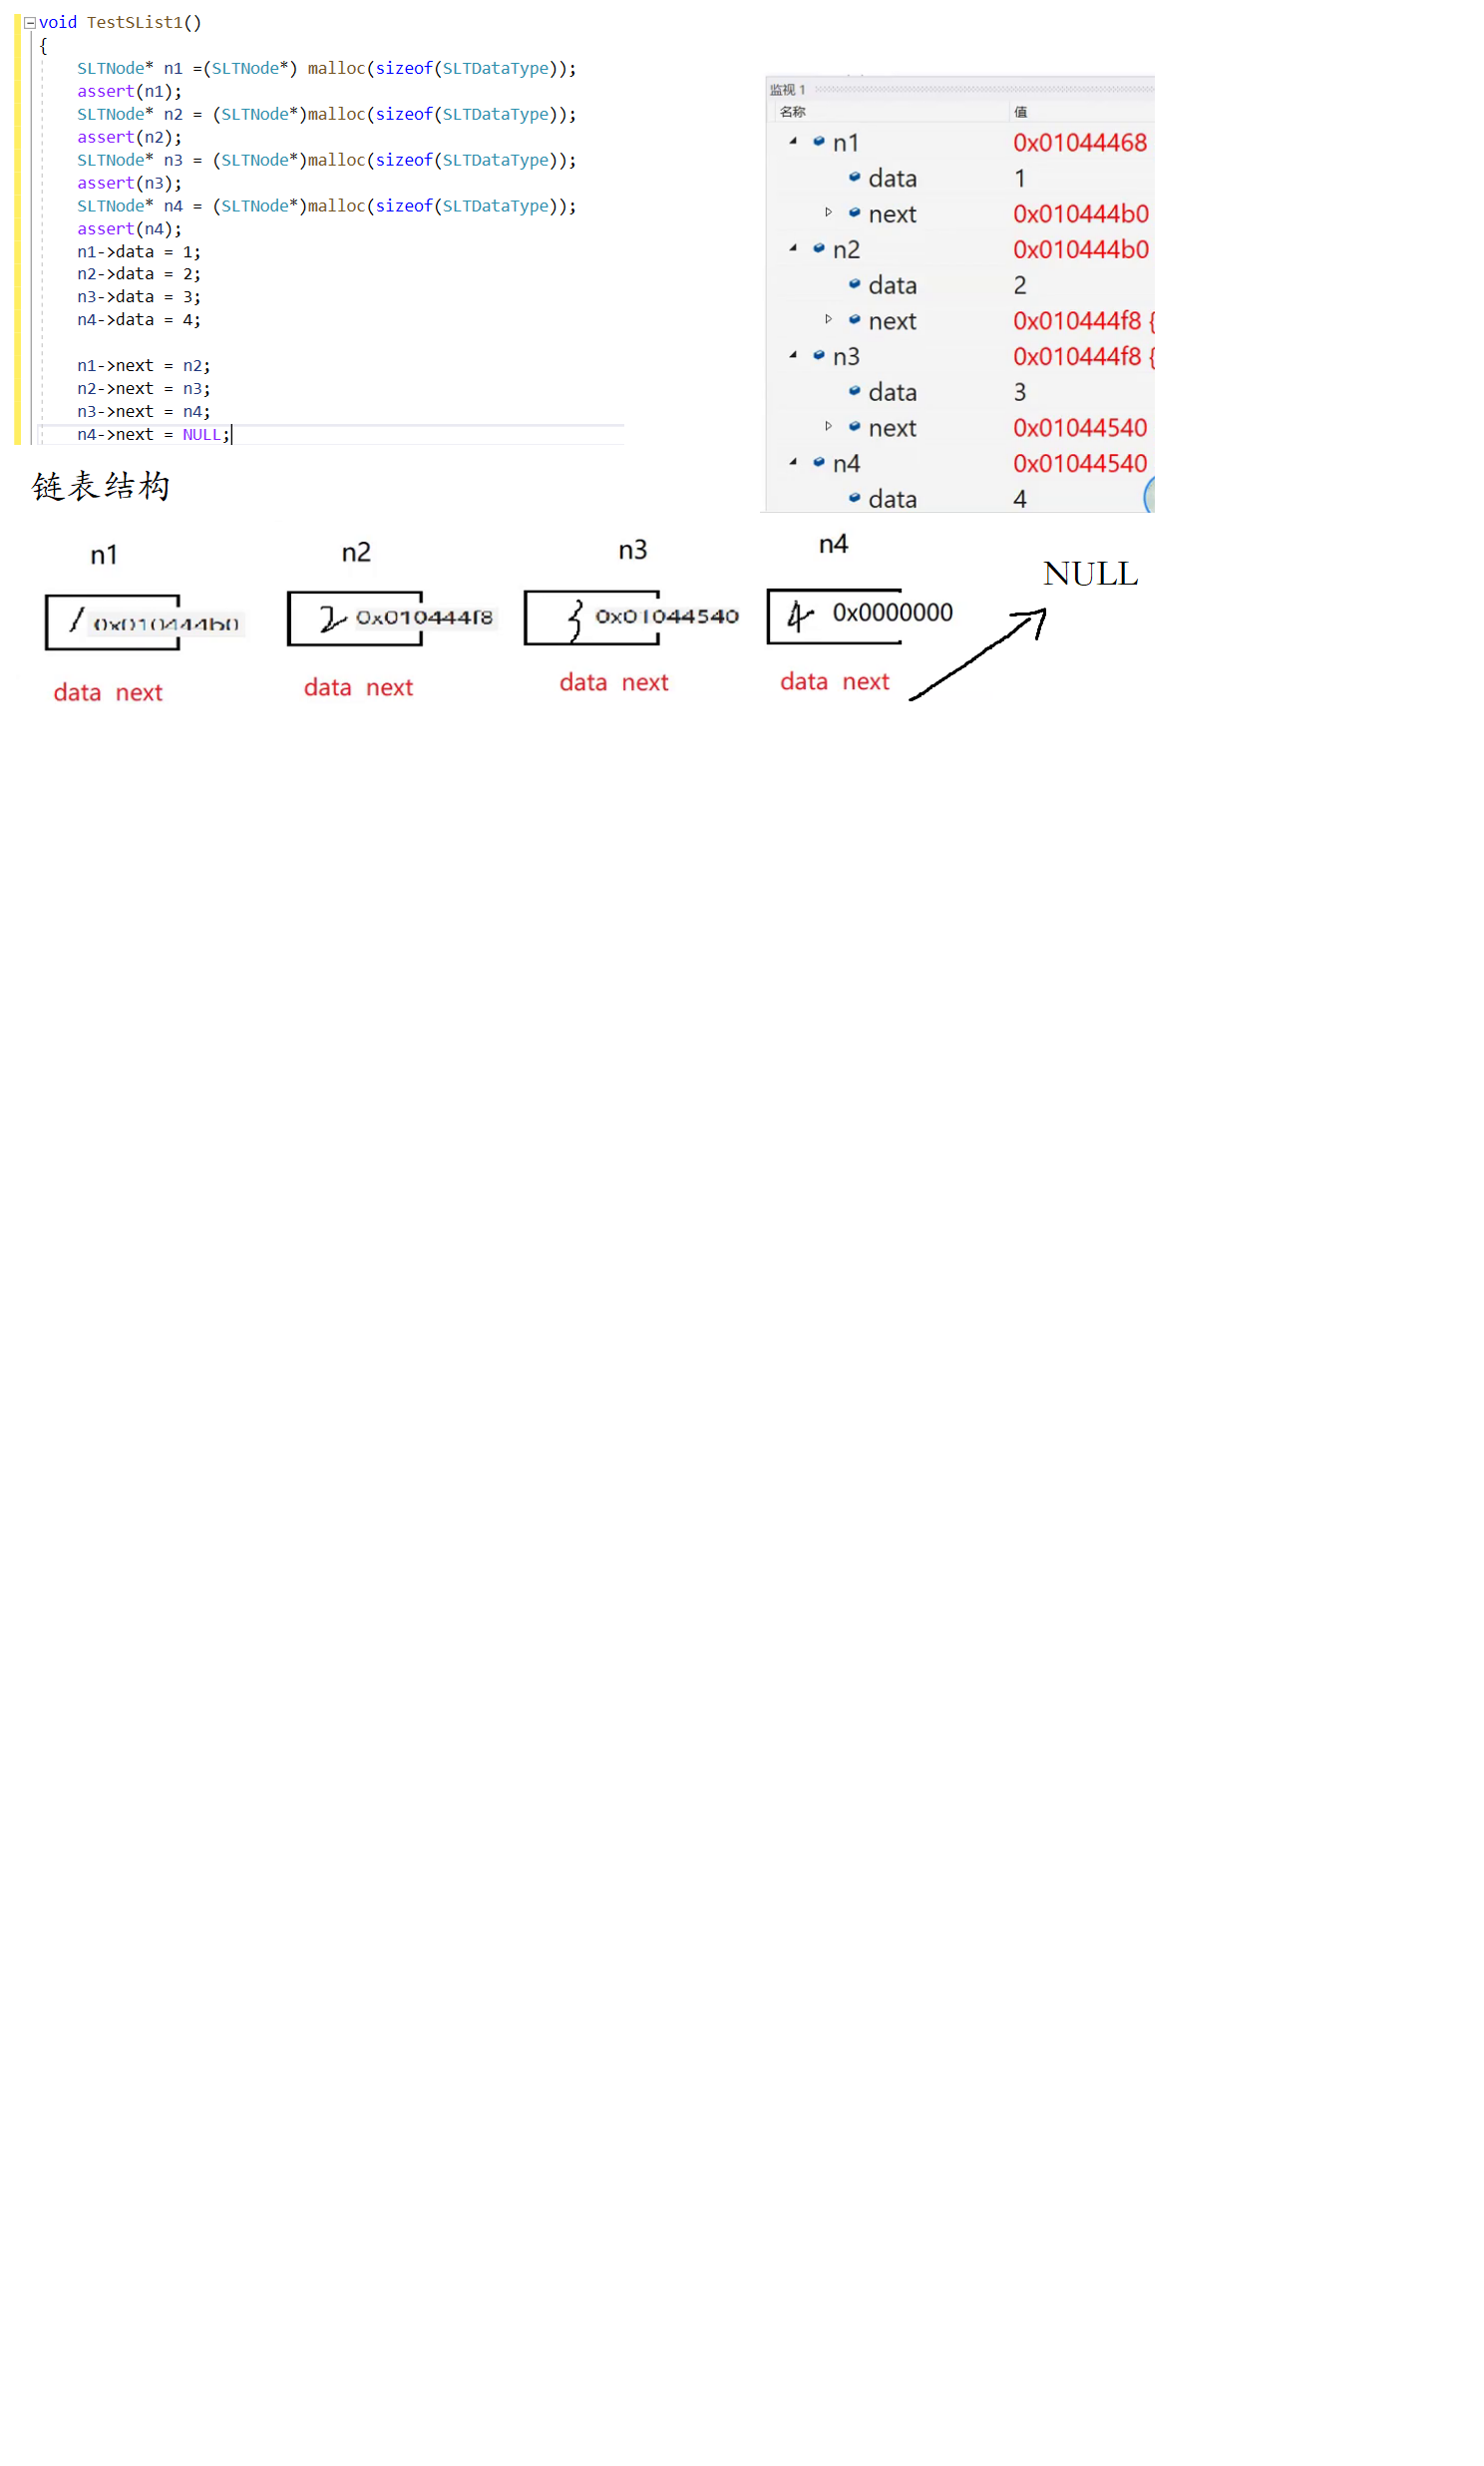 void TestSList1()
{
SLTNode* n1 =(SLTNode*) malloc(sizeof(SLTDataType));
assert(n1);
SLTNode* n2 = (SLTNode*)malloc(sizeof(SLTDataType));
assert(n2);
SLTNode* n3 = (SLTNode*)malloc(sizeof(SLTDataType));
assert(n3);
SLTNode* n4 = (SLTNode*)malloc(sizeof(SLTDataType));
assert(n4);
n1->data = 1;
n2->data = 2;
n3->data = 3;
n4->data = 4;
n1->next = n2;
n2->next = n3;
n3->next = n4;
n4->next = NULL;
监视 1
名称 值
n1 0x01044468
data 1
next 0x010444b0
n2 0x010444b0
data 2
next 0x010444f8 {
n3 0x010444f8 {
data 3
next 0x01044540
n4 0x01044540
data 4
链表结构
n1 n2 n3 n4
NULL
1 0x010444b0 2 0x010444f8 3 0x01044540 4 0x0000000
data next data next data next data next